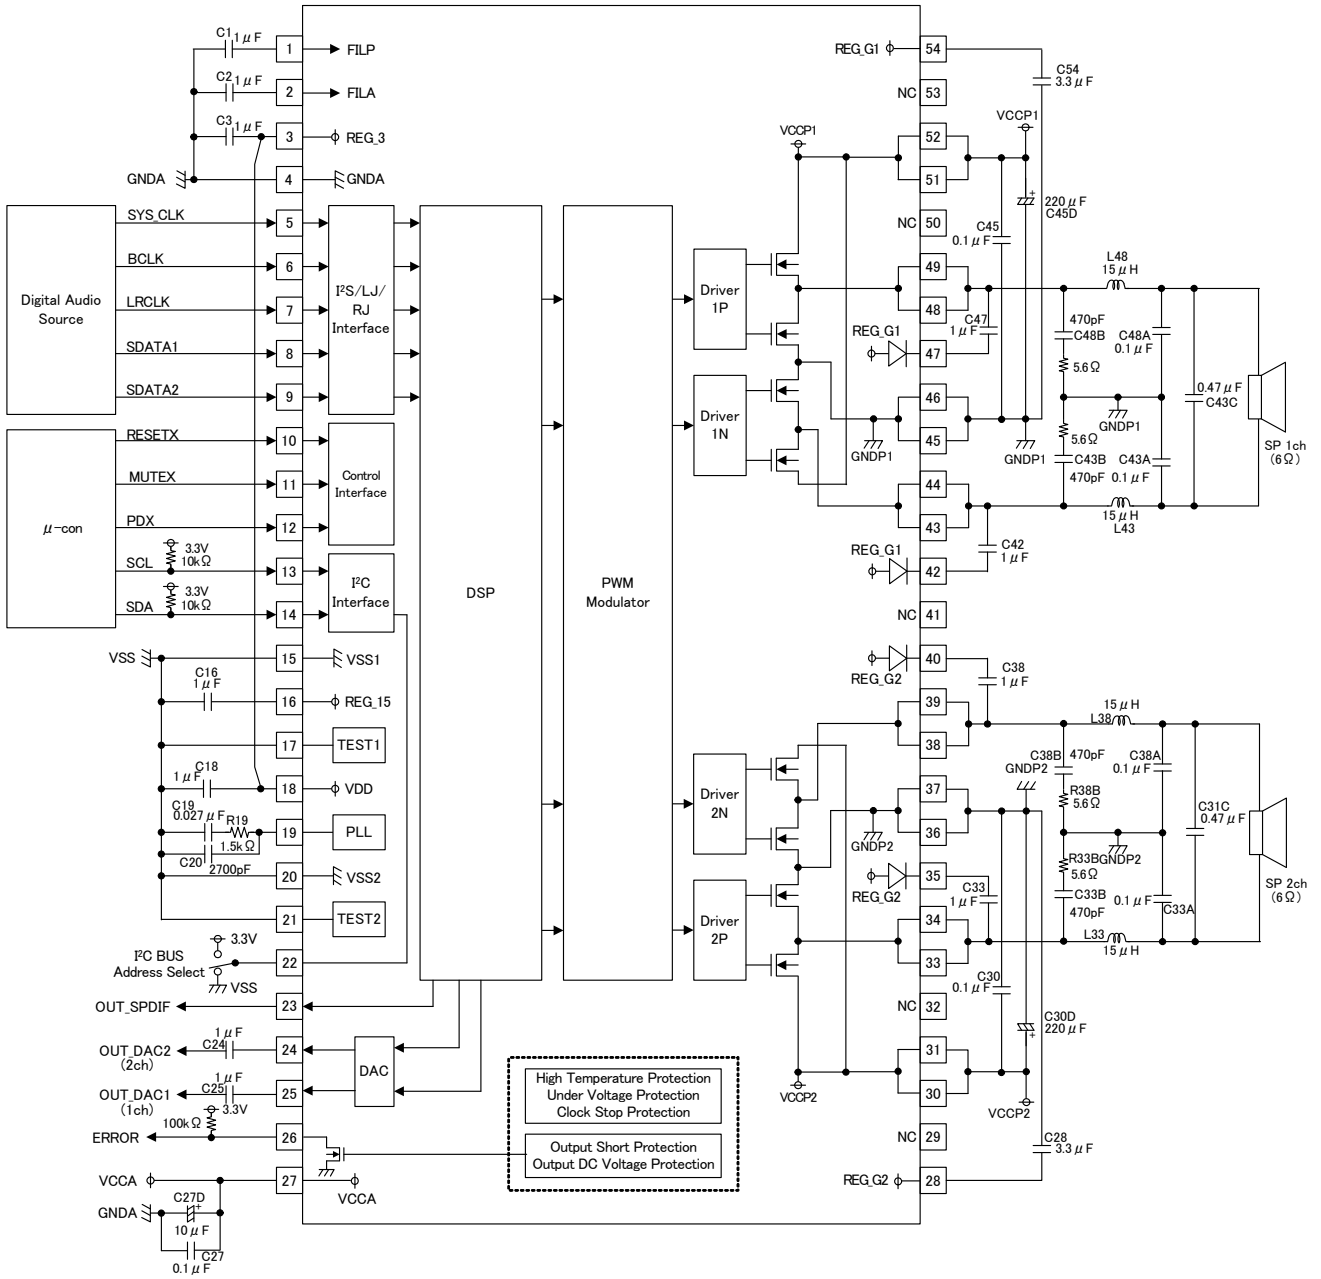 C1 1μF
1
FILP
C2 1μF
2
FILA
C3 1μF
3
REG_3
GNDA
4
GNDA
Digital Audio
Source
SYS_CLK
5
BCLK
6
LRCLK
7
SDATA1
8
SDATA2
9
I²S/LJ/
RJ
Interface
μ-con
RESETX
10
MUTEX
11
PDX
12
Control
Interface
3.3V
10kΩ
SCL
13
3.3V
10kΩ
SDA
14
I²C
Interface
VSS
15
VSS1
C16
1μF
16
REG_15
17
TEST1
C18
1μF
18
VDD
C19
0.027μF
R19
1.5kΩ
19
PLL
C20
2700pF
20
VSS2
21
TEST2
3.3V
I²C BUS
Address Select
VSS
22
OUT_SPDIF
23
1μF
C24
OUT_DAC2
(2ch)
24
1μF
C25
OUT_DAC1
(1ch)
25
DAC
3.3V
100kΩ
ERROR
26
VCCA
27
VCCA
C27D
+
GNDA
10μF
C27
0.1μF
DSP
PWM
Modulator
High Temperature Protection
Under Voltage Protection
Clock Stop Protection
Output Short Protection
Output DC Voltage Protection
Driver
1P
Driver
1N
Driver
2N
Driver
2P
VCCP1
REG_G1
54
C54
3.3μF
NC
53
VCCP1
52
51
+
220μF
C45D
NC
50
C45
0.1μF
49
48
C47
1μF
REG_G1
47
46
45
GNDP1
GNDP1
44
43
C42
1μF
REG_G1
42
NC
41
L48
15μH
470pF
C48B
5.6Ω
C48A
0.1μF
GNDP1
0.47μF
C43C
5.6Ω
C43B
470pF
C43A
0.1μF
15μH
L43
SP 1ch
(6Ω)
REG_G2
40
C38
1μF
39
38
37
36
GNDP2
GNDP2
REG_G2
35
C33
1μF
34
33
C30
0.1μF
NC
32
C30D
220μF
+
31
30
VCCP2
VCCP2
NC
29
C28
3.3μF
REG_G2
28
15μH
L38
C38B
470pF
R38B
5.6Ω
C38A
0.1μF
GNDP2
R33B
5.6Ω
C33B
470pF
0.1μF
C33A
L33
15μH
C31C
0.47μF
SP 2ch
(6Ω)